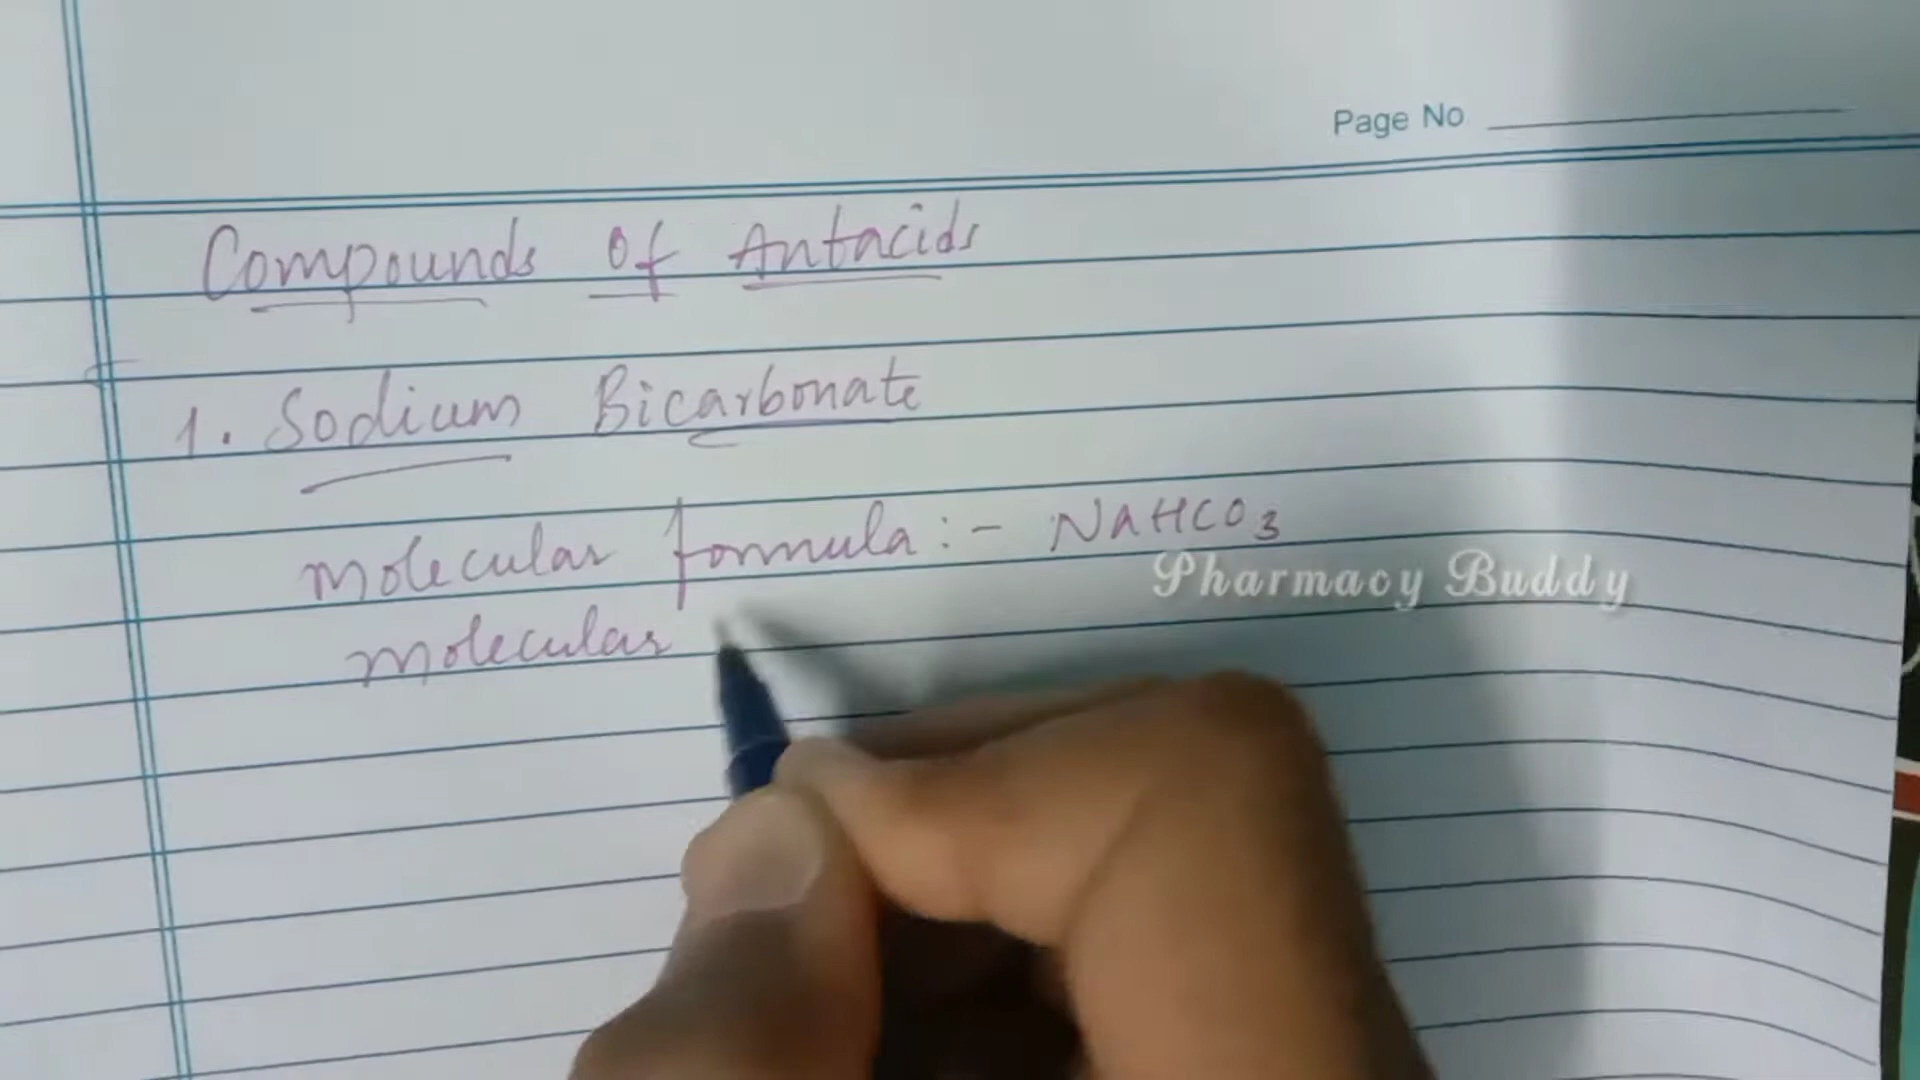 Page No
Compounds Of Antacids
1. Sodium Bicarbonate
Molecular formula :- NaHCO3
Pharmacy Buddy
Molecular